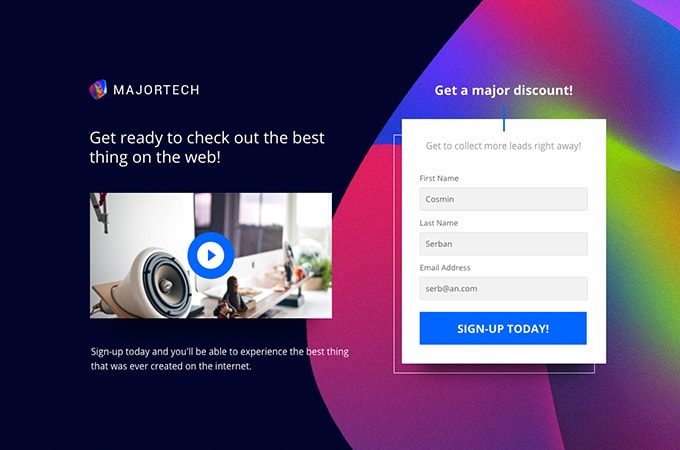 MAJORTECH
Get ready to check out the best
thing on the web!
Sign-up today and you'll be able to experience the best thing
that was ever created on the internet.
Get a major discount!
Get to collect more leads right away!
First Name
Cosmin
Last Name
Serban
Email Address
serb@an.com
SIGN-UP TODAY!